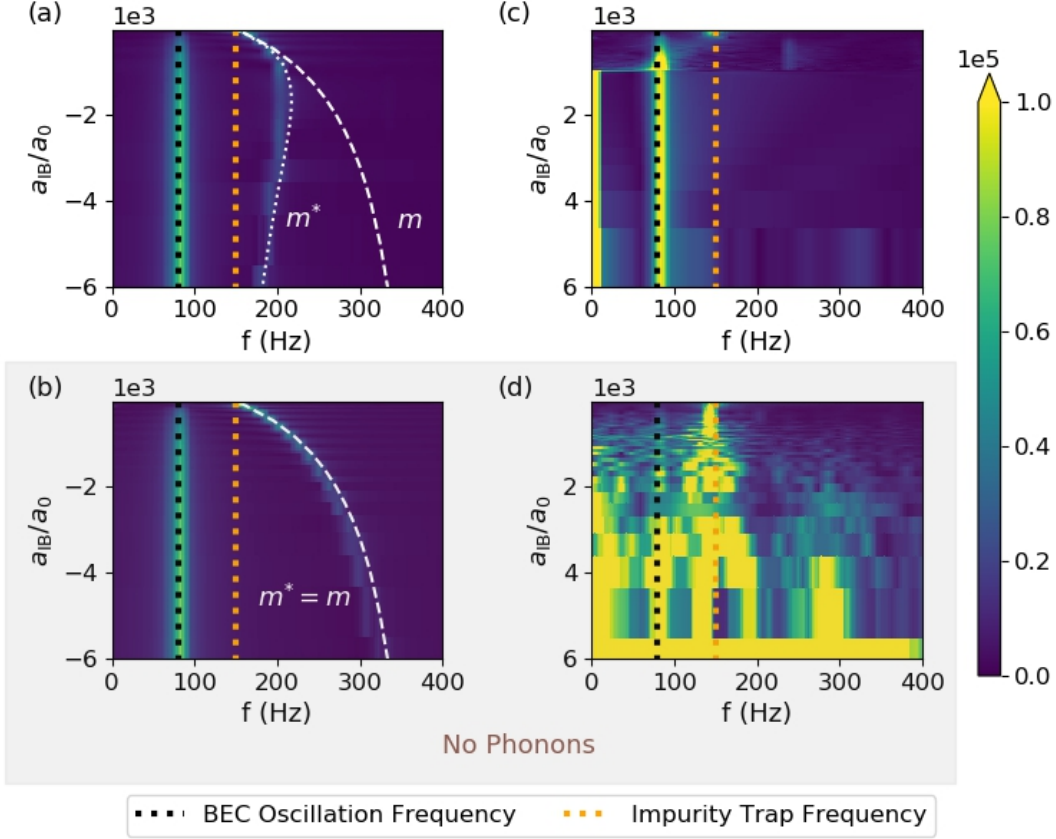 (a)
1e3
−2
−4
−6
a_IB/a_0
m*
m
0 100 200 300 400
f (Hz)
(c)
1e3
2
4
6
a_IB/a_0
0 100 200 300 400
f (Hz)
1e5
1.0
0.8
0.6
0.4
0.2
0.0
(b)
1e3
−2
−4
−6
a_IB/a_0
m* = m
0 100 200 300 400
f (Hz)
(d)
1e3
2
4
6
a_IB/a_0
0 100 200 300 400
f (Hz)
No Phonons
BEC Oscillation Frequency
Impurity Trap Frequency